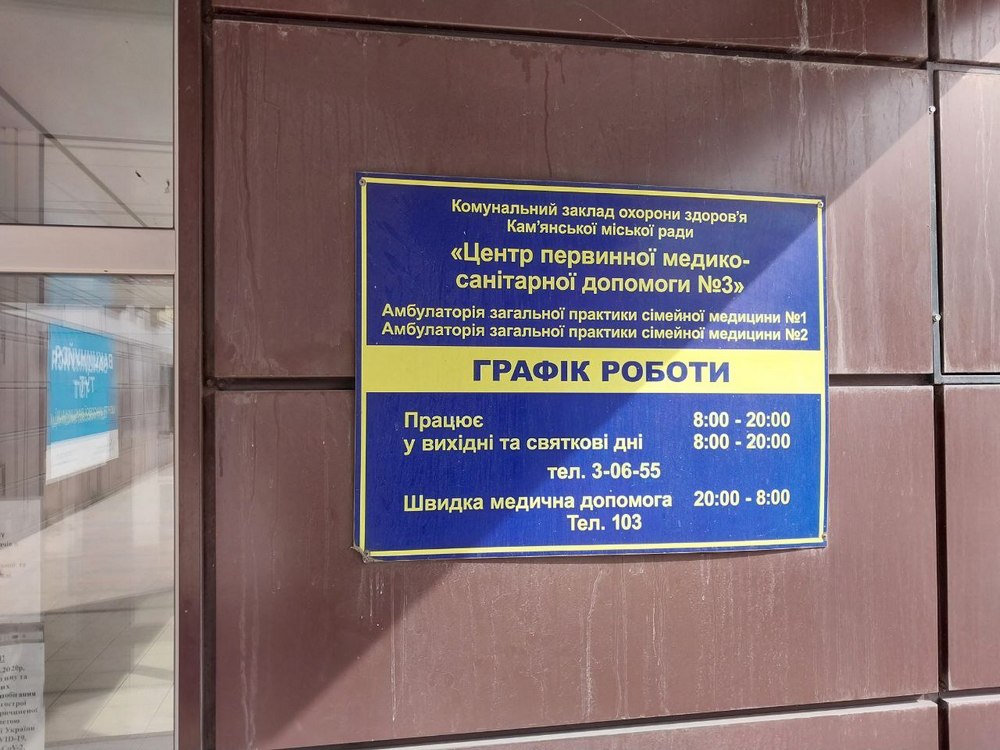 Комунальний заклад охорони здоров'я
Кам'янської міської ради
«Центр первинної медико-
санітарної допомоги №3»
Амбулаторія загальної практики сімейної медицини №1
Амбулаторія загальної практики сімейної медицини №2
ГРАФІК РОБОТИ
Працює 8:00 - 20:00
у вихідні та святкові дні 8:00 - 20:00
тел. 3-06-55
Швидка медична допомога 20:00 - 8:00
Тел. 103